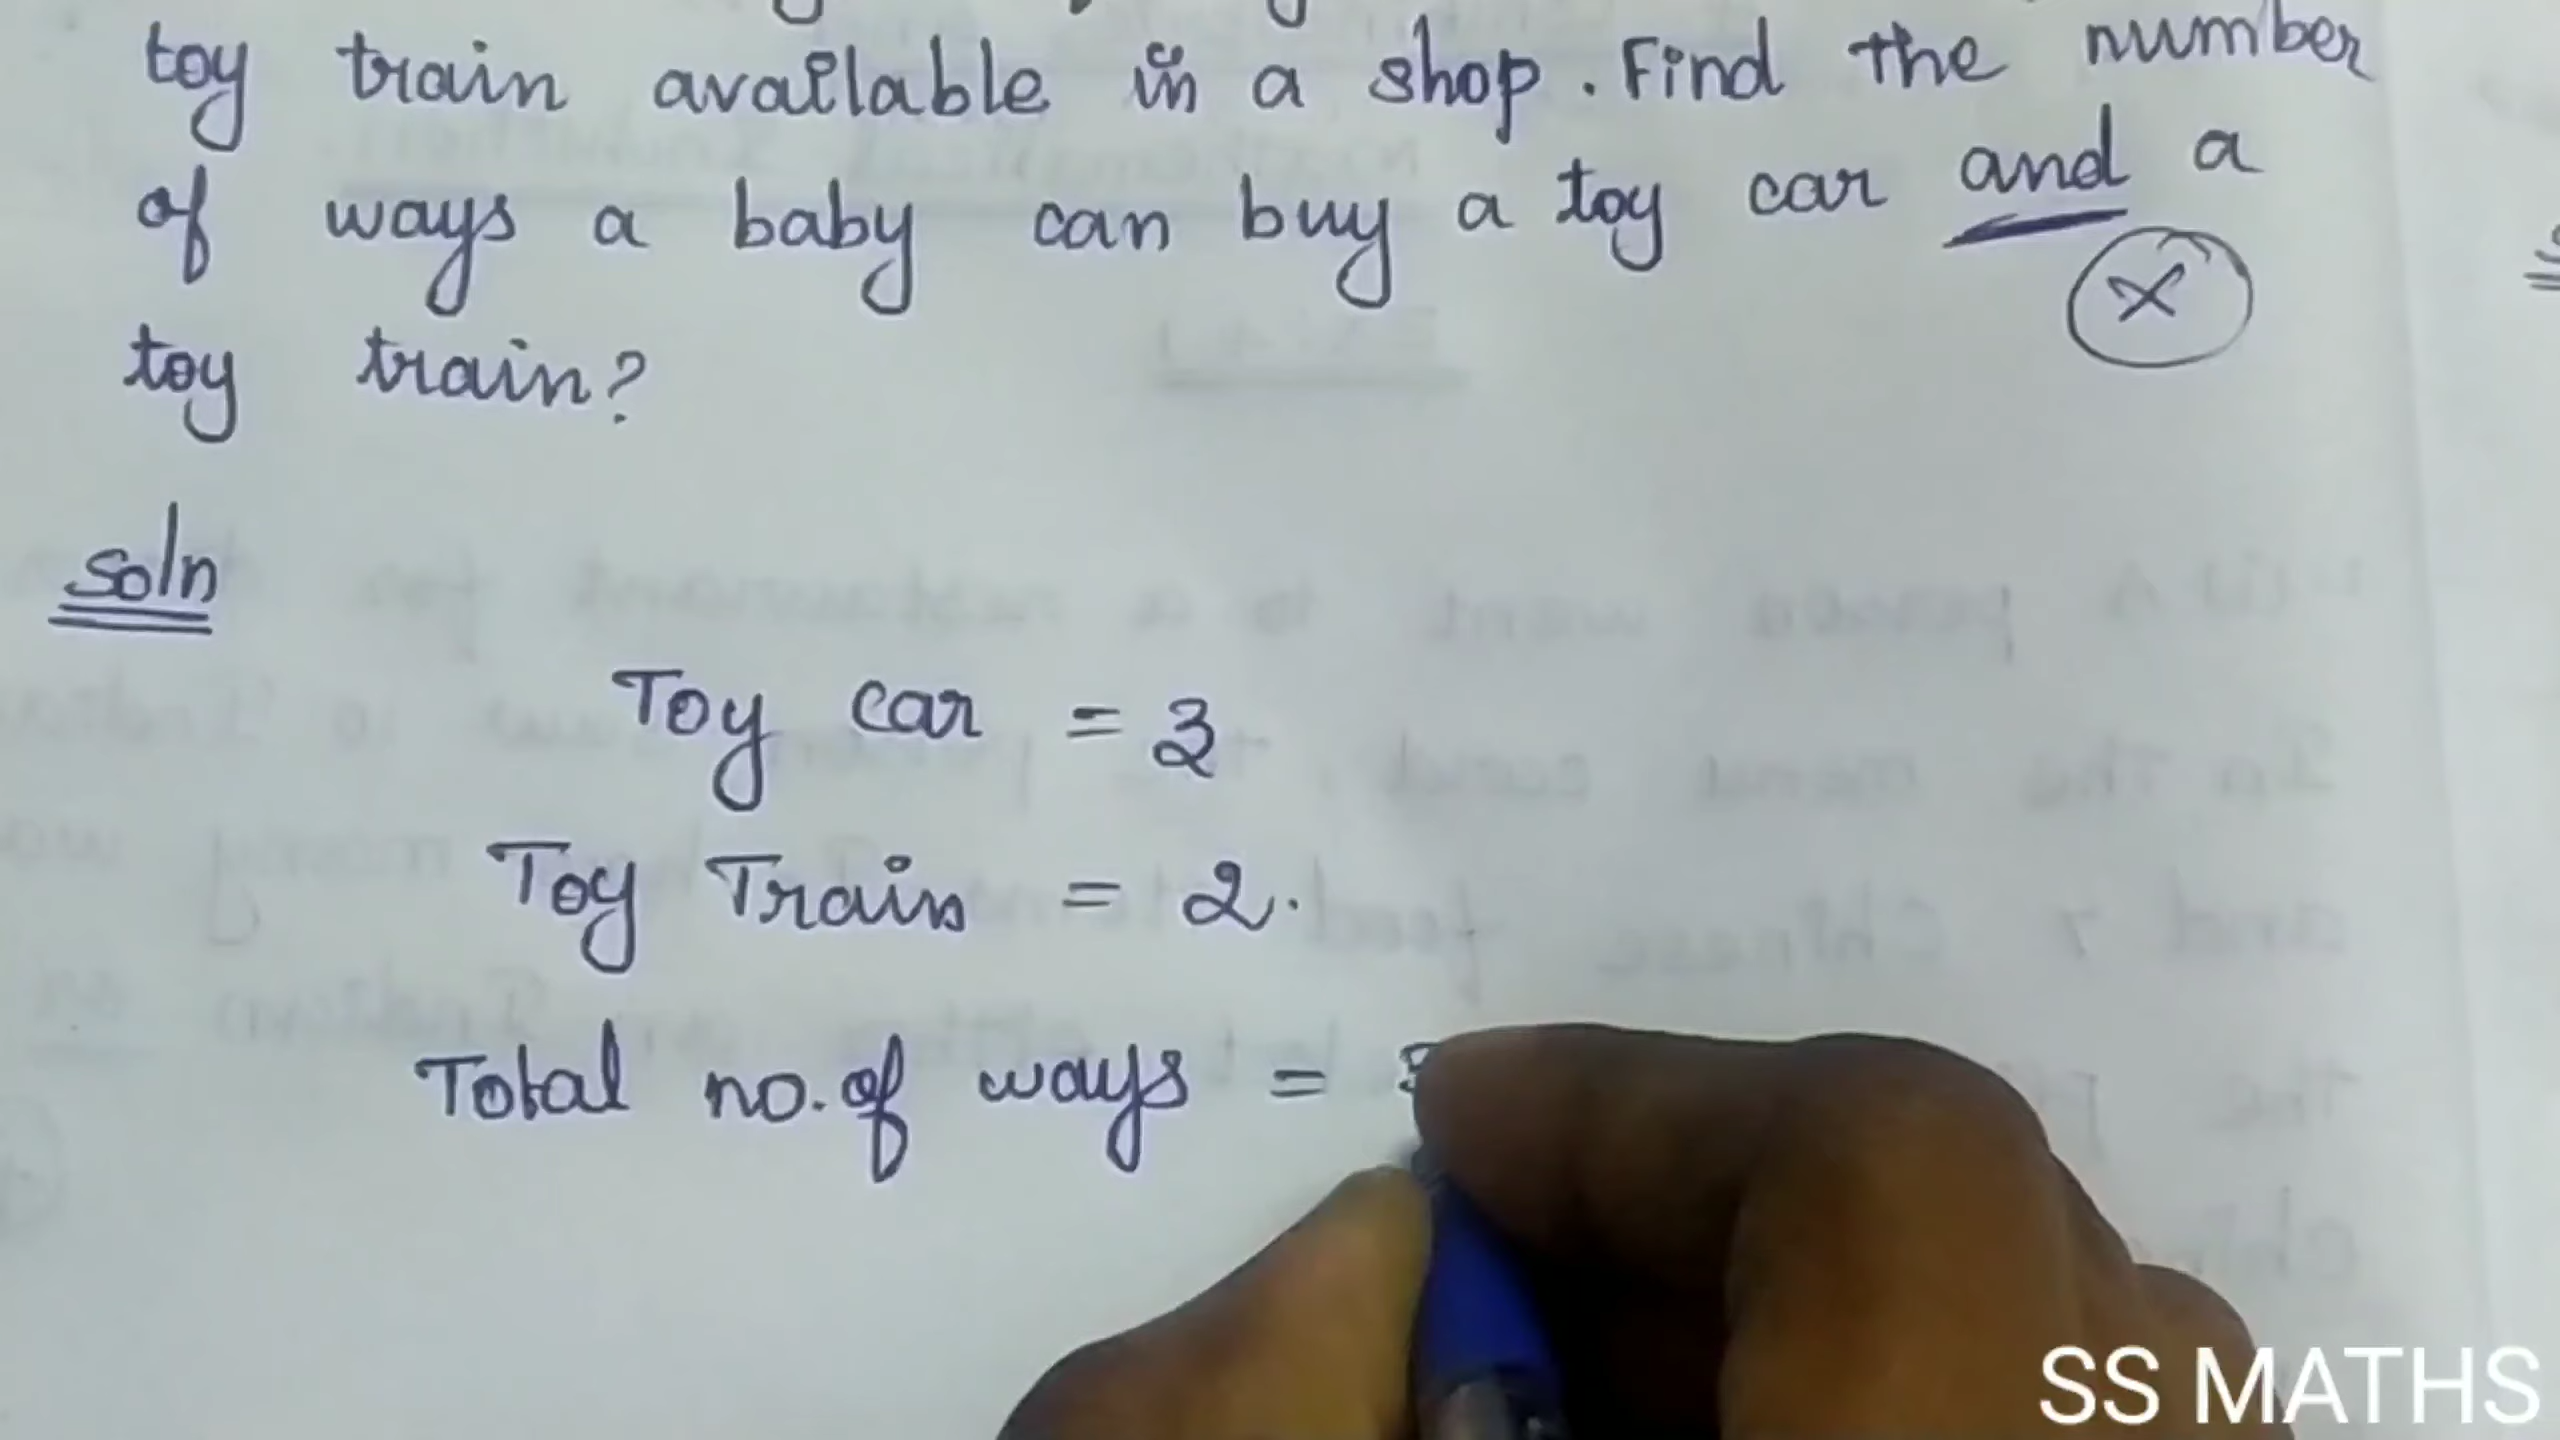 toy train available in a shop. Find the number
of ways a baby can buy a toy car and a
×
toy train?
Soln
Toy car = 3
Toy Train = 2.
Total no. of ways =
SS MATHS